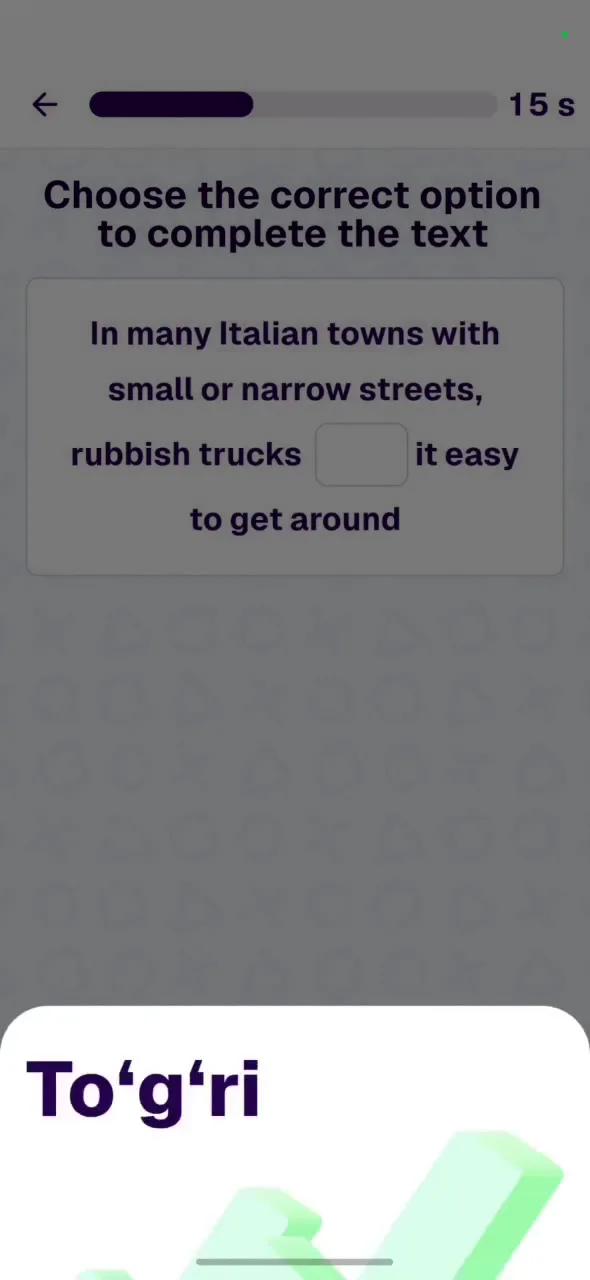 15 s
Choose the correct option
to complete the text
In many Italian towns with
small or narrow streets,
rubbish trucks it easy
to get around
To‘g‘ri